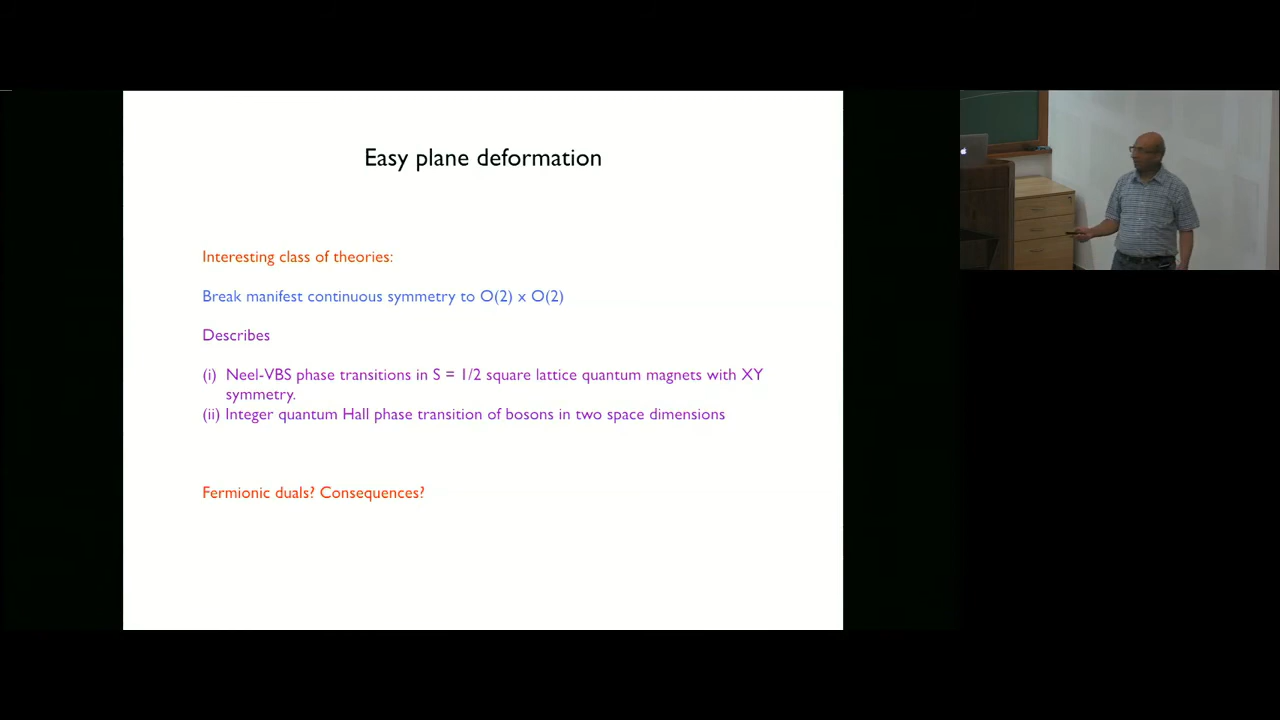 Easy plane deformation
Interesting class of theories:
Break manifest continuous symmetry to O(2) x O(2)
Describes
(i) Neel-VBS phase transitions in S = 1/2 square lattice quantum magnets with XY
symmetry.
(ii) Integer quantum Hall phase transition of bosons in two space dimensions
Fermionic duals? Consequences?